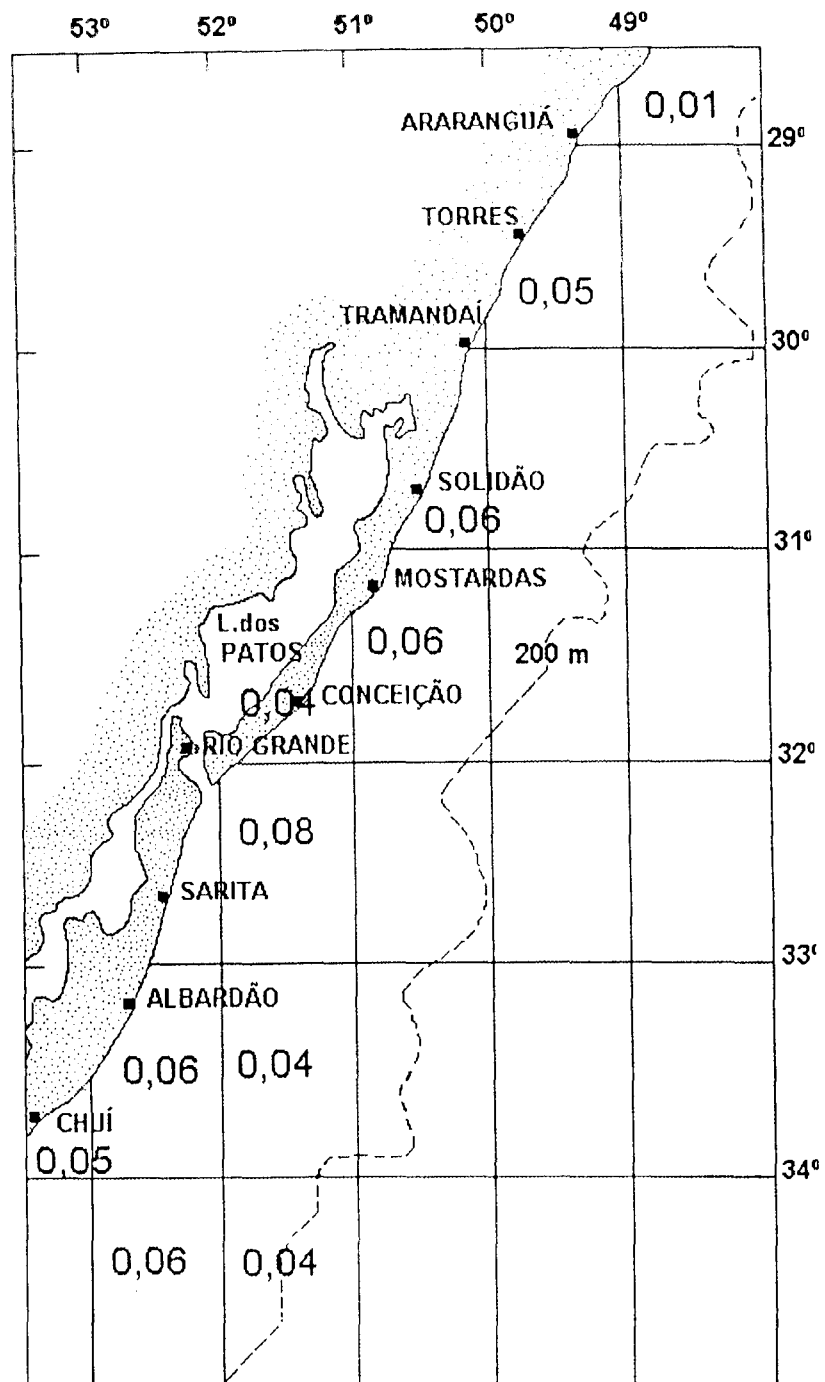 53º 52º 51º 50º 49º
0,01
ARARANGUÁ
29º
TORRES
0,05
TRAMANDAÍ
30º
SOLIDÃO
0,06
31º
MOSTARDAS
L.dos
PATOS
0,06
200 m
0,04
CONCEIÇÃO
RIO GRANDE
32º
0,08
SARITA
33º
ALBARDÃO
0,06 0,04
CHUÍ
0,05
34º
0,06 0,04